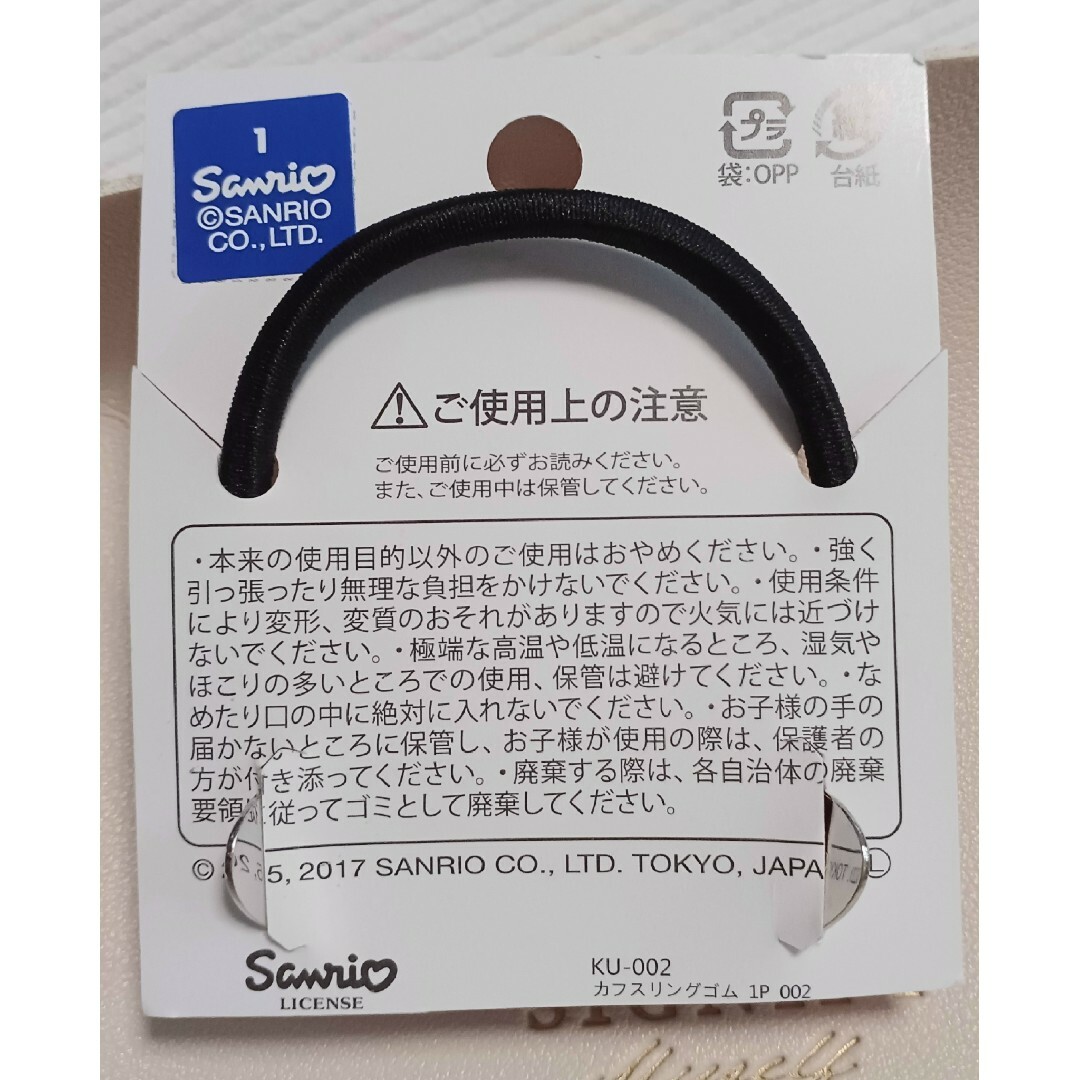 1
Sanrio
©SANRIO
CO.,LTD.
プラ
袋:OPP
紙
台紙
ご使用上の注意
ご使用前に必ずお読みください。
また、ご使用中は保管してください。
・本来の使用目的以外のご使用はおやめください。・強く
引っ張ったり無理な負担をかけないでください。・使用条件
により変形、変質のおそれがありますので火気には近づけ
ないでください。・極端な高温や低温になるところ、湿気や
ほこりの多いところでの使用、保管は避けてください。・な
めたり口の中に絶対に入れないでください。・お子様の手の
届かないところに保管し、お子様が使用の際は、保護者の
方が付き添ってください。・廃棄する際は、各自治体の廃棄
要領に従ってゴミとして廃棄してください。
© 5, 2017 SANRIO CO., LTD. TOKYO, JAPA Ⓛ
Sanrio
LICENSE
KU-002
カフスリングゴム 1P 002